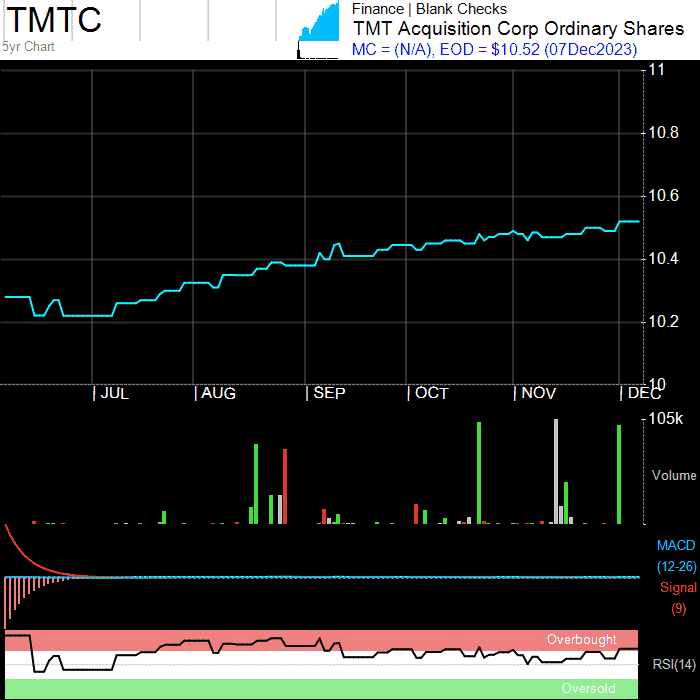 TMTC
5yr Chart
Finance | Blank Checks
TMT Acquisition Corp Ordinary Shares
MC = (N/A), EOD = $10.52 (07Dec2023)
11
10.8
10.6
10.4
10.2
10
| JUL | AUG | SEP | OCT | NOV | DEC
105k
Volume
MACD
(12-26)
Signal
(9)
Overbought
RSI(14)
Oversold